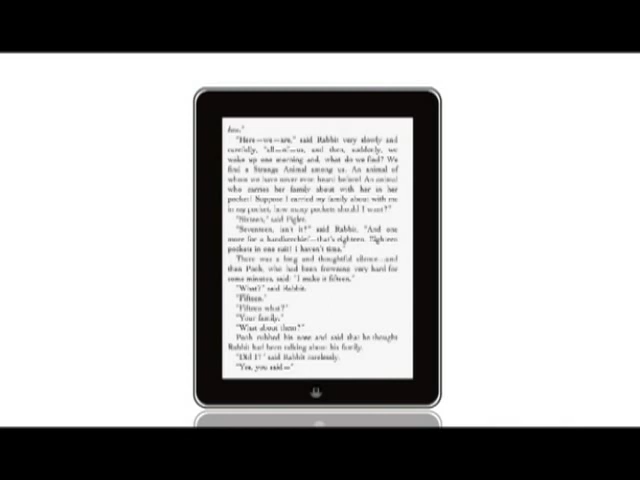 hee."
"Here—we—are," said Rabbit very slowly and
carefully, "all—of—us, and then, suddenly, we
wake up one morning and, what do we find? We
find a Strange Animal among us. An animal of
whom we have never even heard before! An animal
who carries her family about with her in her
pocket! Suppose I carried my family about with me
in my pocket, how many pockets should I want?"
"Sixteen," said Piglet.
"Seventeen, isn't it?" said Rabbit. "And one
more for a handkerchief—that's eighteen. Eighteen
pockets in one suit! I haven't time."
There was a long and thoughtful silence—and
then Pooh, who had been frowning very hard for
some minutes, said: "I make it fifteen."
"What?" said Rabbit.
"Fifteen."
"Fifteen what?"
"Your family."
"What about them?"
Pooh rubbed his nose and said that he thought
Rabbit had been talking about his family.
"Did I?" said Rabbit carelessly.
"Yes, you said—"